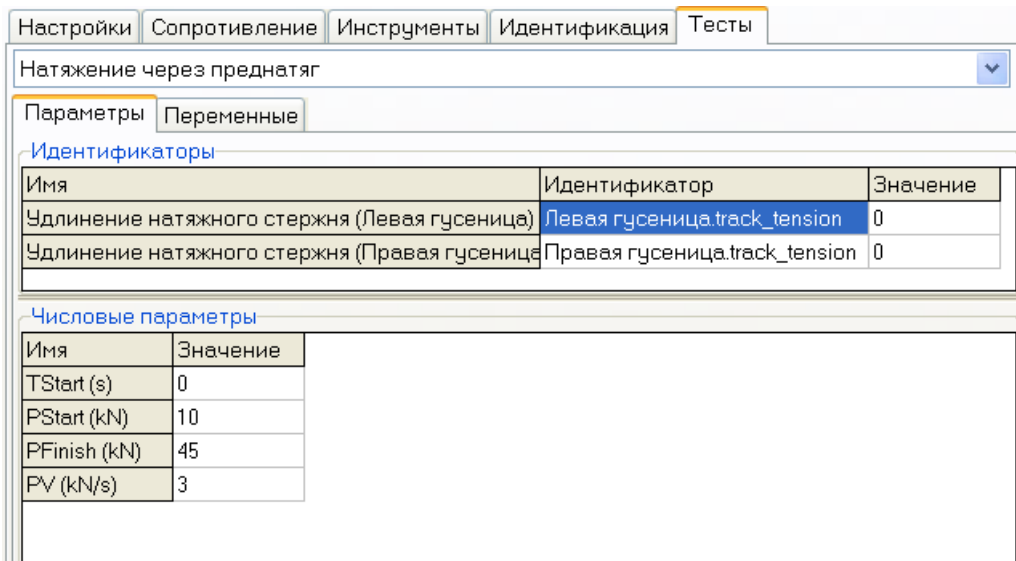 Настройки Сопротивление Инструменты Идентификация Тесты
Натяжение через преднатяг
Параметры Переменные
Идентификаторы
Имя Идентификатор Значение
Удлинение натяжного стержня (Левая гусеница) Левая гусеница.track_tension 0
Удлинение натяжного стержня (Правая гусеница Правая гусеница.track_tension 0
Числовые параметры
Имя Значение
TStart (s) 0
PStart (kN) 10
PFinish (kN) 45
PV (kN/s) 3